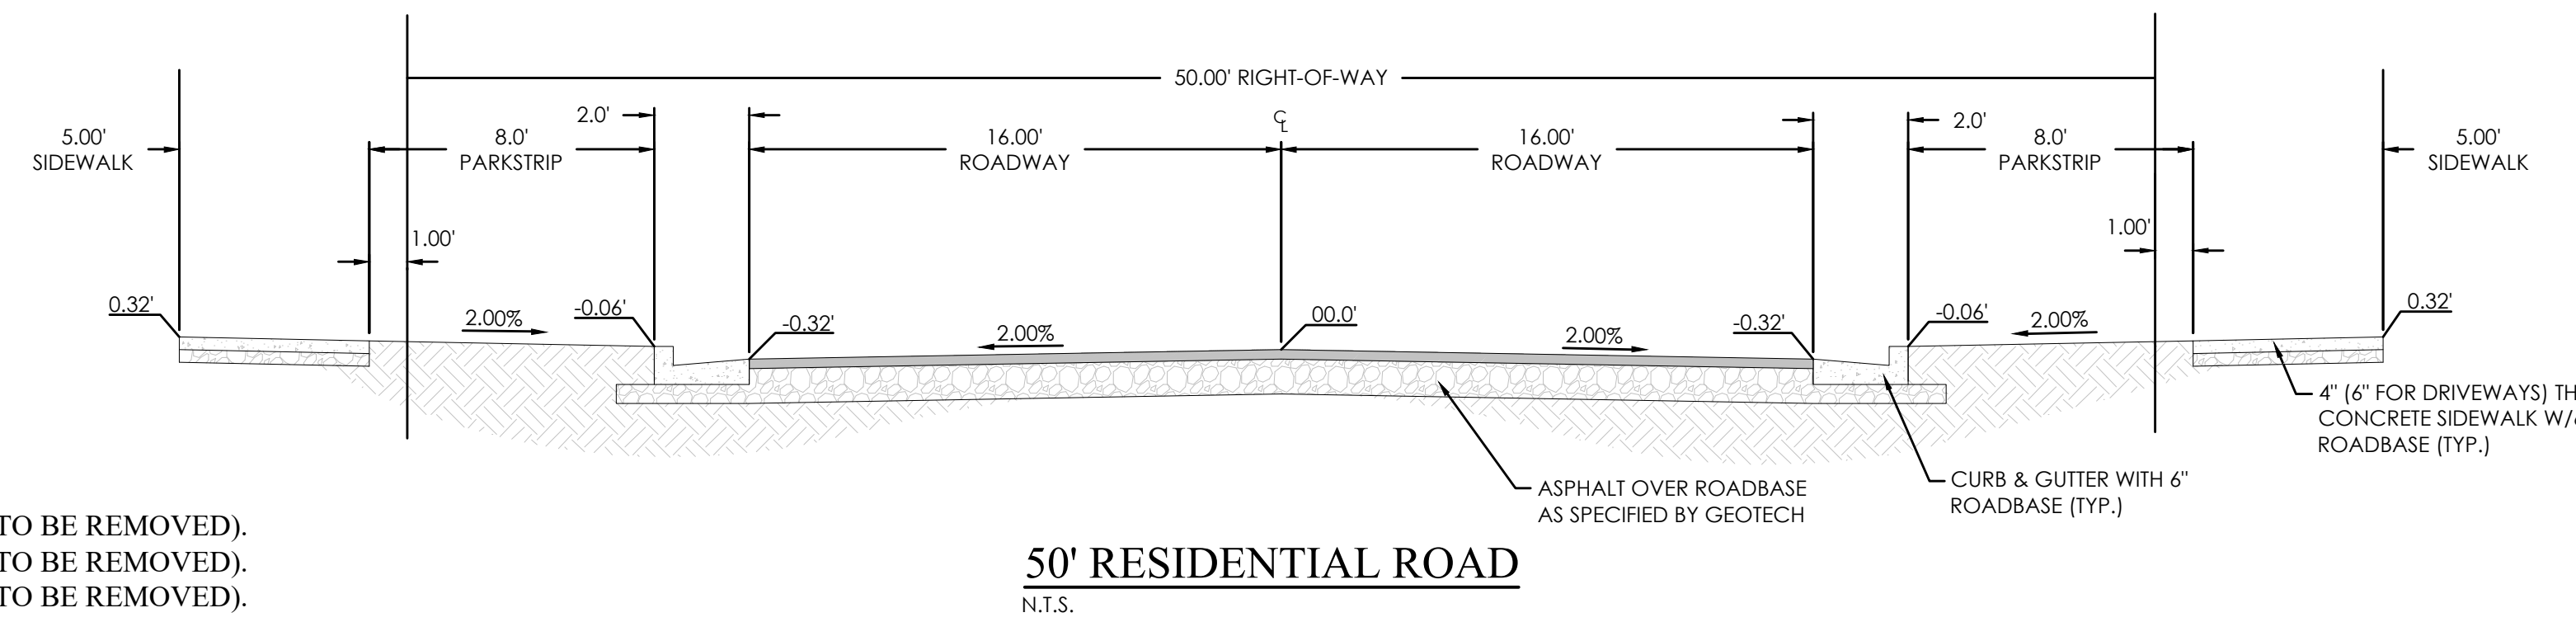 50.00' RIGHT-OF-WAY
2.0'
℄
2.0'
5.00'
SIDEWALK
8.0'
PARKSTRIP
16.00'
ROADWAY
16.00'
ROADWAY
8.0'
PARKSTRIP
5.00'
SIDEWALK
1.00'
1.00'
0.32'
2.00%
-0.06'
-0.32'
2.00%
00.0'
2.00%
-0.32'
-0.06'
2.00%
0.32'
4" (6" FOR DRIVEWAYS)
CONCRETE SIDEWALK
ROADBASE (TYP.)
CURB & GUTTER WITH 6"
ROADBASE (TYP.)
ASPHALT OVER ROADBASE
AS SPECIFIED BY GEOTECH
TO BE REMOVED).
TO BE REMOVED).
TO BE REMOVED).
50' RESIDENTIAL ROAD
N.T.S.